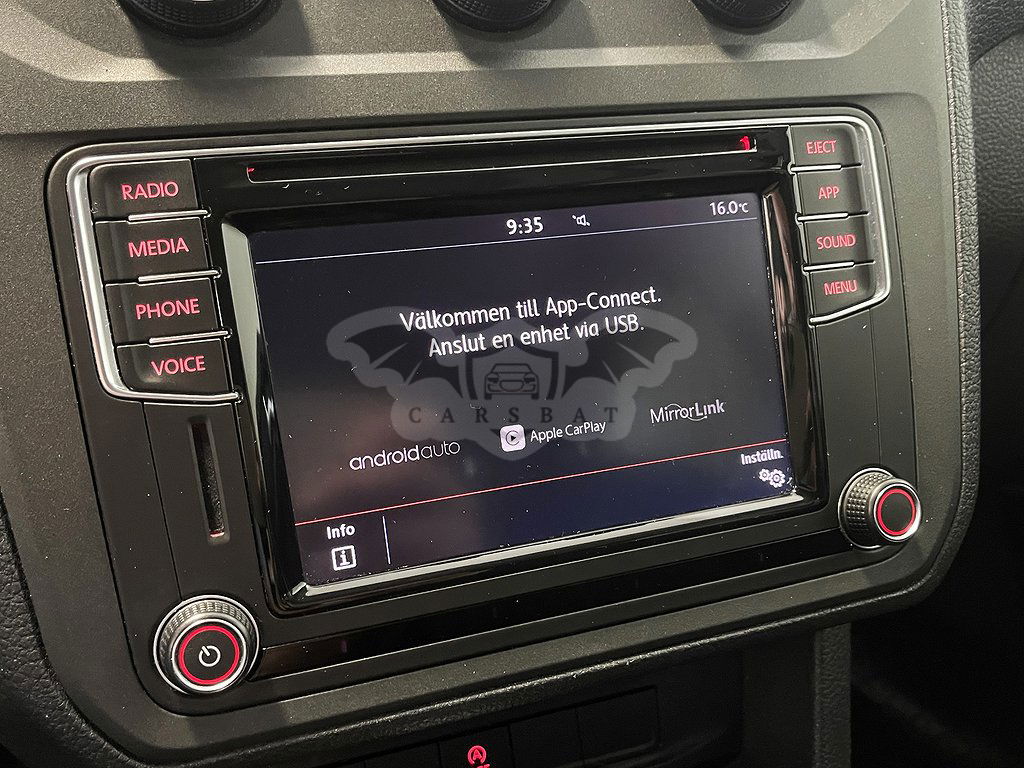 RADIO
MEDIA
PHONE
VOICE
EJECT
APP
SOUND
MENU
9:35
16.0°C
Välkommen till App-Connect.
Anslut en enhet via USB.
CARSBAT
androidauto
Apple CarPlay
MirrorLink
Inställn.
Info